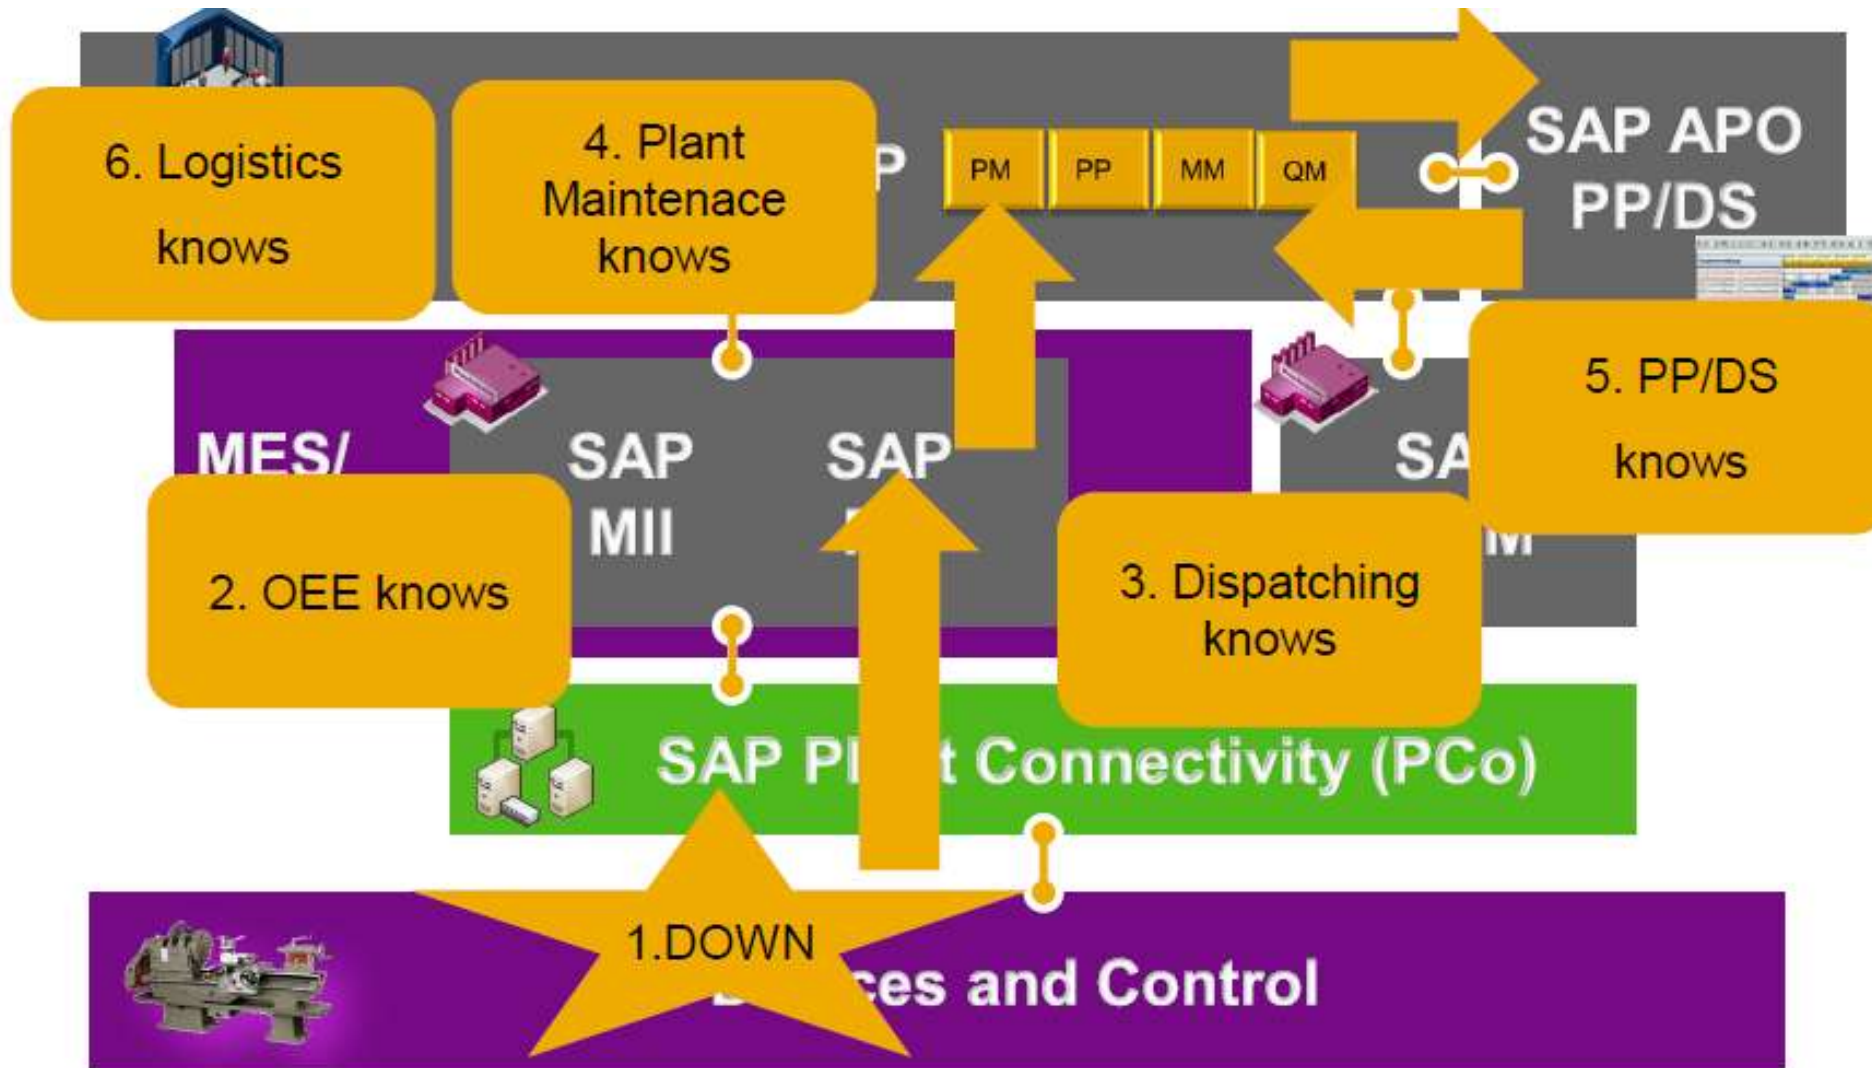 6. Logistics
knows
4. Plant
Maintenace
knows
P
PM
PP
MM
QM
SAP APO
PP/DS
5. PP/DS
knows
MES/
SAP
MII
SAP
2. OEE knows
3. Dispatching
knows
SAP Pl t Connectivity (PCo)
1.DOWN
ces and Control